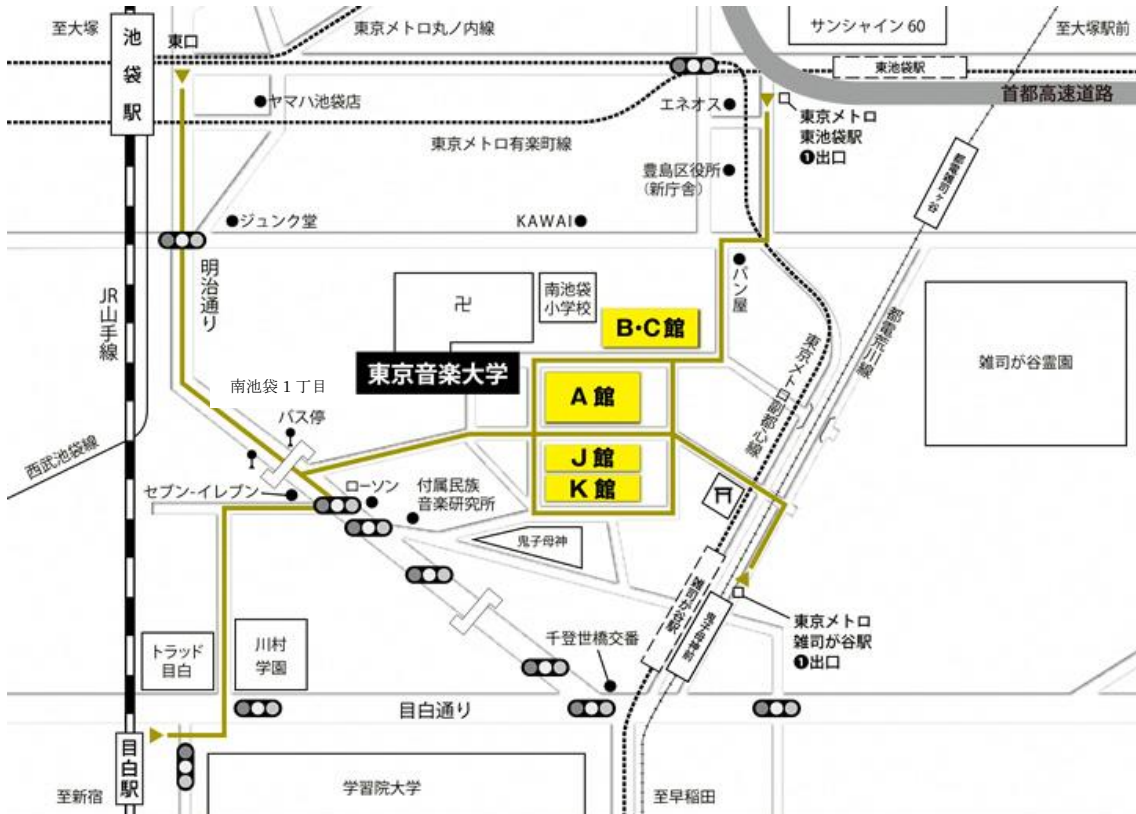 至大塚
池袋駅
東口
東京メトロ丸ノ内線
サンシャイン60
至大塚駅前
東池袋駅
首都高速道路
ヤマハ池袋店
エネオス
東京メトロ
東池袋駅
❶出口
東京メトロ有楽町線
豊島区役所
(新庁舎)
都電雑司ヶ谷
ジュンク堂
KAWAI
明治通り
パン屋
JR山手線
卍
南池袋
小学校
B・C館
都電荒川線
東京メトロ副都心線
雑司が谷霊園
東京音楽大学
南池袋1丁目
A館
バス停
西武池袋線
J館
K館
セブン-イレブン
ローソン
付属民族
音楽研究所
鬼子母神
雑司が谷駅
鬼子母神前
東京メトロ
雑司が谷駅
❶出口
トラッド
目白
川村
学園
千登世橋交番
目白通り
目白駅
学習院大学
至新宿
至早稲田